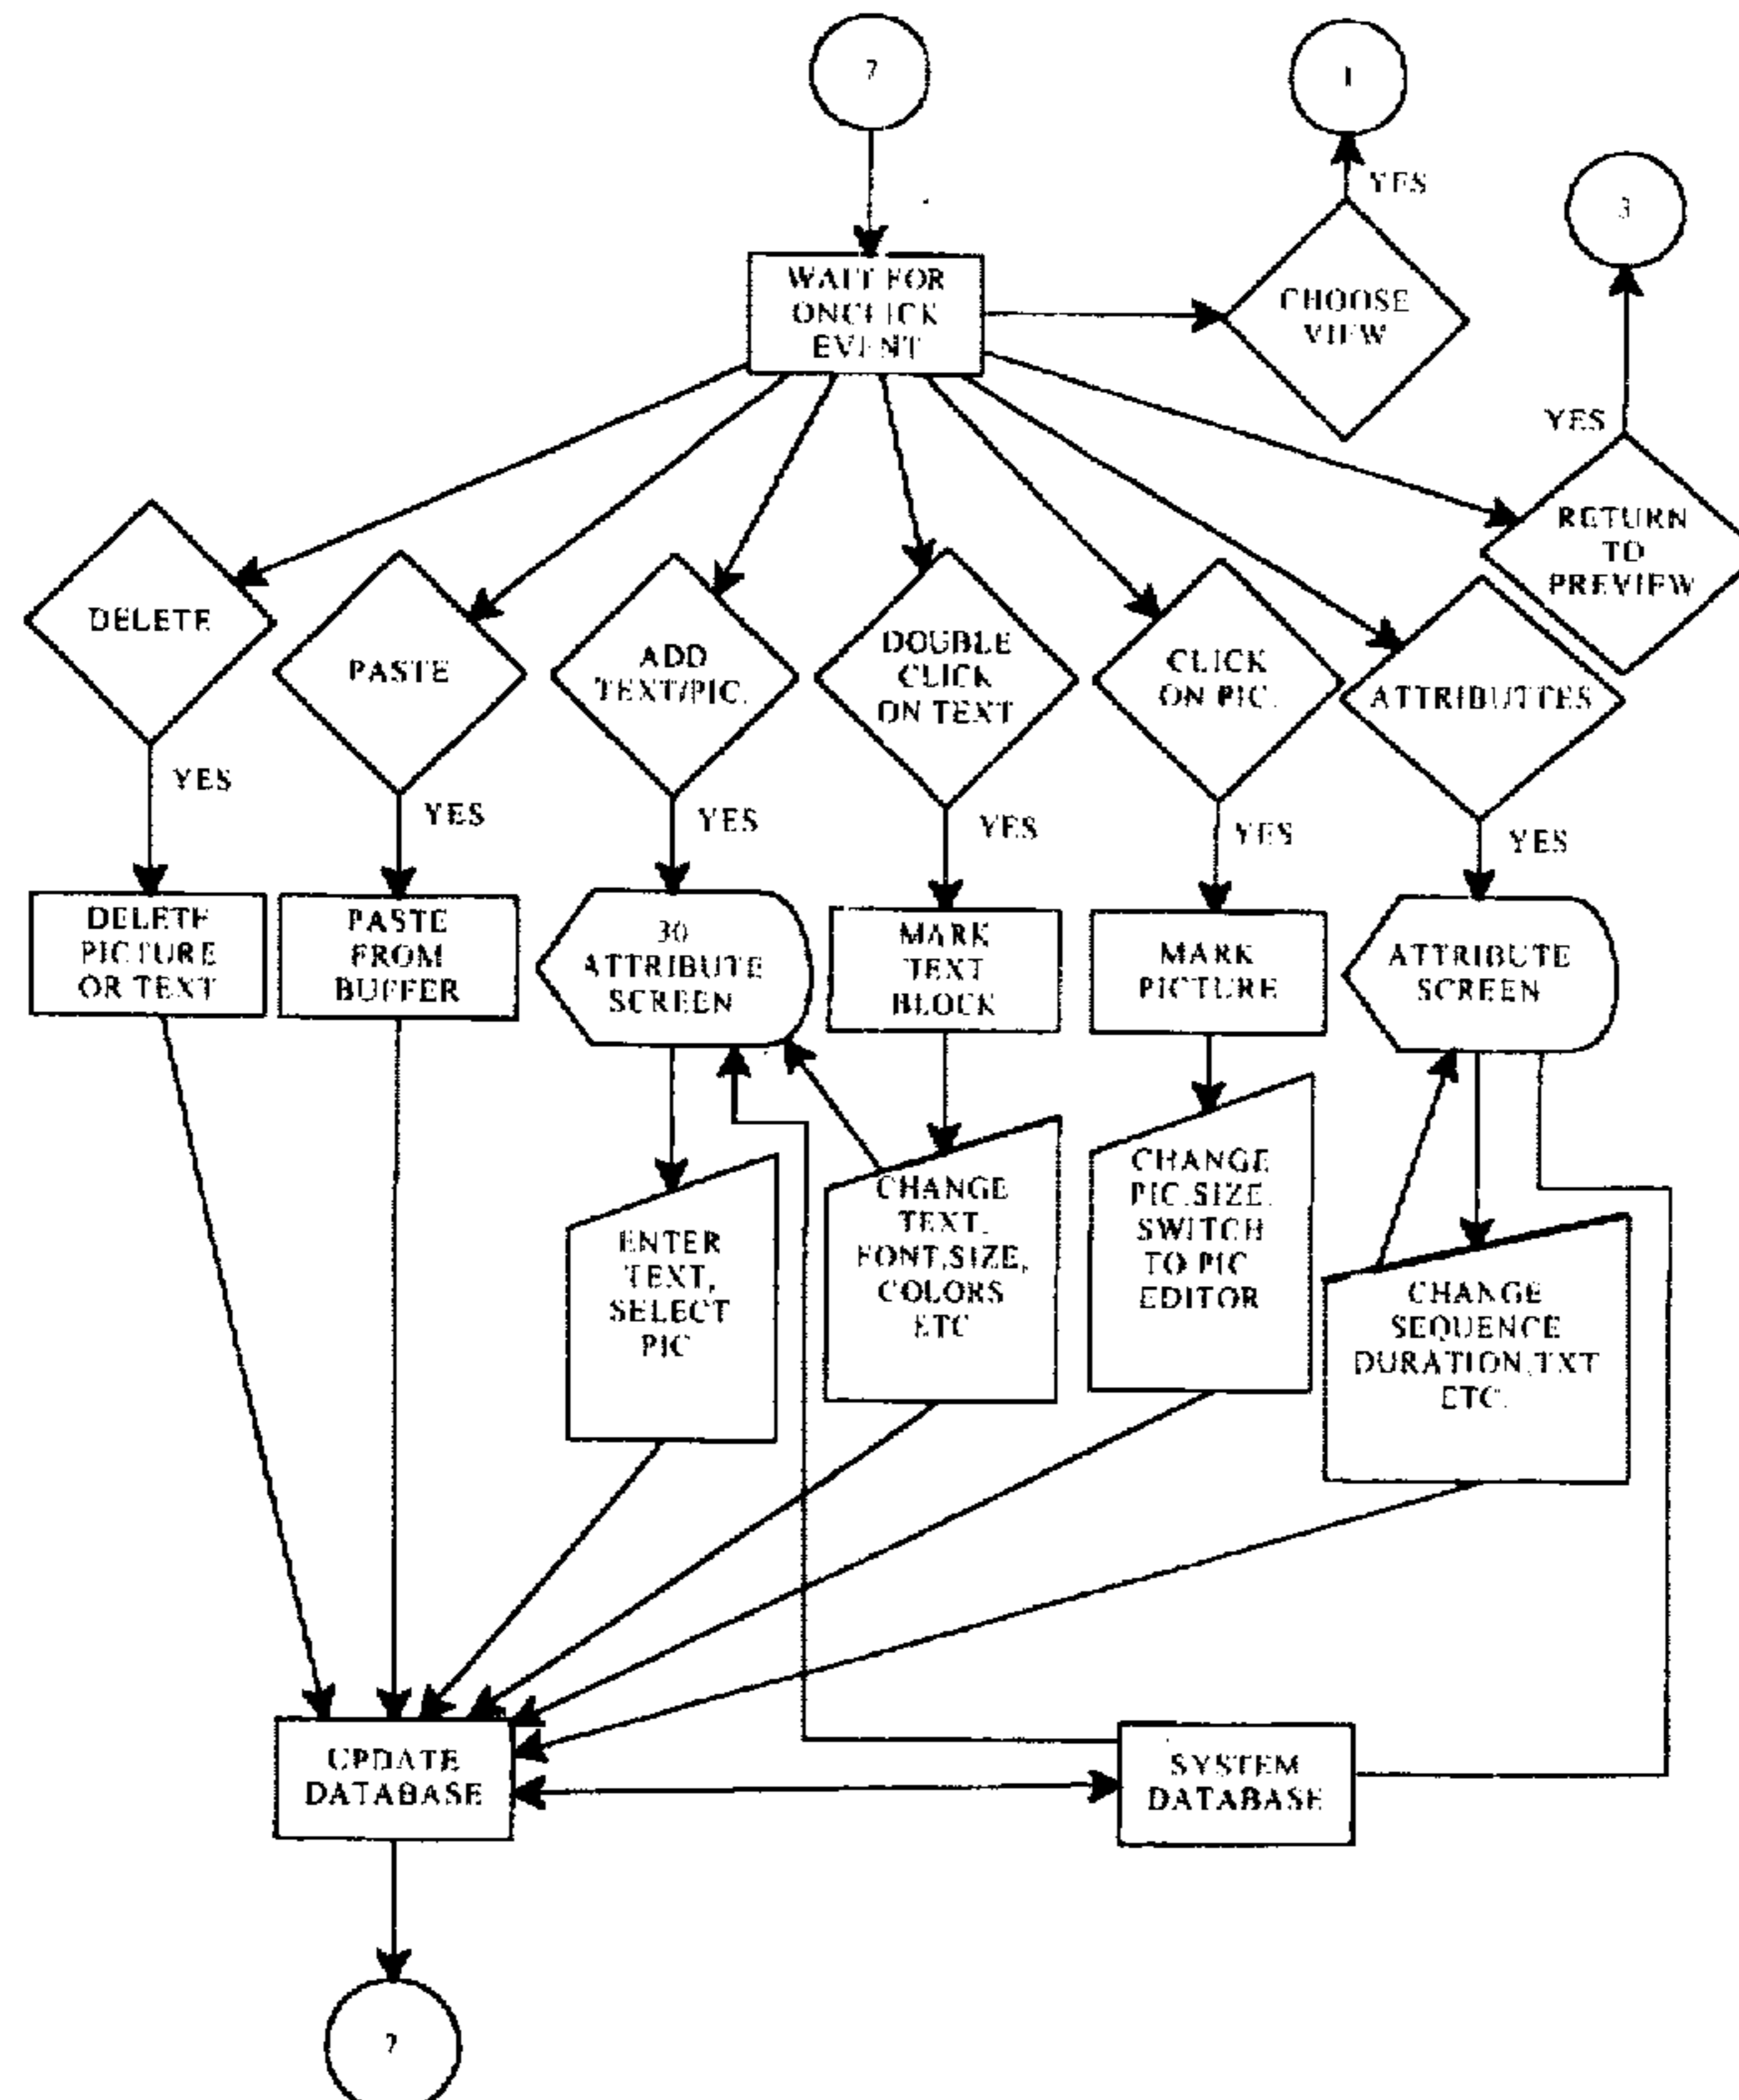 7
1
YES
3
WAIT FOR
ONCLICK
EVENT
CHOOSE
VIEW
YES
RETURN
TO
PREVIEW
DELETE
PASTE
ADD
TEXT/PIC.
DOUBLE
CLICK
ON TEXT
CLICK
ON PIC.
ATTRIBUTTES
YES
YES
YES
YES
YES
YES
DELETE
PICTURE
OR TEXT
PASTE
FROM
BUFFER
30
ATTRIBUTE
SCREEN
MARK
TEXT
BLOCK
MARK
PICTURE
ATTRIBUTE
SCREEN
ENTER
TEXT,
SELECT
PIC
CHANGE
TEXT,
FONT,SIZE,
COLORS
ETC
CHANGE
PIC.SIZE.
SWITCH
TO PIC
EDITOR
CHANGE
SEQUENCE
DURATION,TXT
ETC.
UPDATE
DATABASE
SYSTEM
DATABASE
7